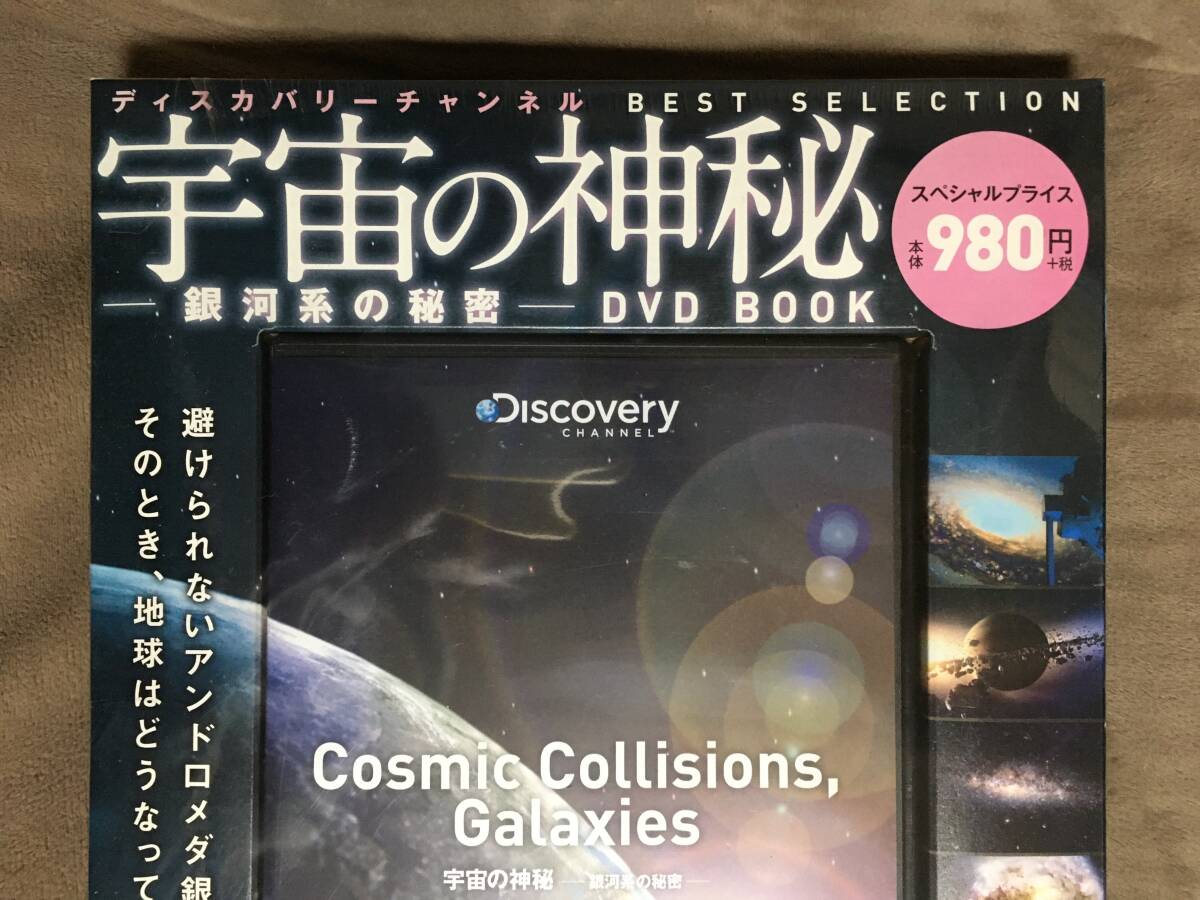 ディスカバリーチャンネル BEST SELECTION
宇宙の神秘
銀河系の秘密 DVD BOOK
スペシャルプライス
本体980円+税
避けられないアンドロメダ銀
そのとき、地球はどうなって
Discovery
CHANNEL
Cosmic Collisions,
Galaxies
宇宙の神秘 ― 銀河系の秘密 ―